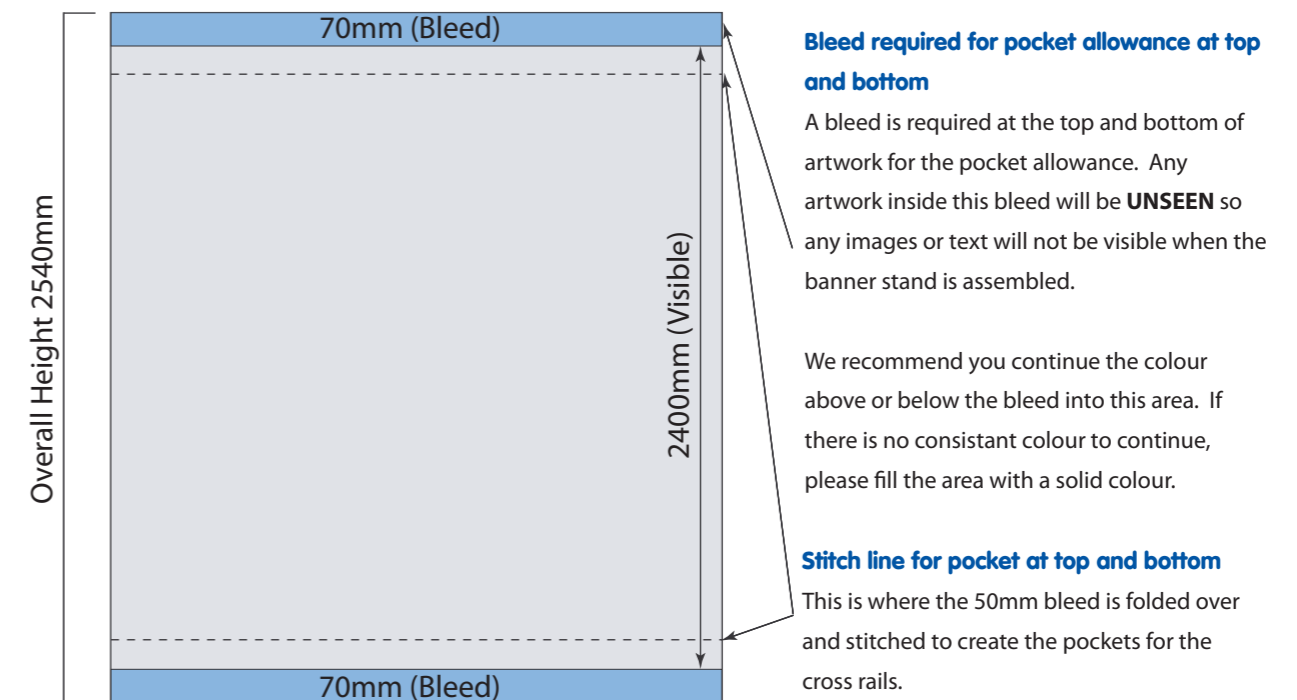 70mm (Bleed)
Overall Height 2540mm
2400mm (Visible)
70mm (Bleed)
Bleed required for pocket allowance at top
and bottom
A bleed is required at the top and bottom of
artwork for the pocket allowance.  Any
artwork inside this bleed will be UNSEEN so
any images or text will not be visible when the
banner stand is assembled.
We recommend you continue the colour
above or below the bleed into this area.  If
there is no consistant colour to continue,
please fill the area with a solid colour.
Stitch line for pocket at top and bottom
This is where the 50mm bleed is folded over
and stitched to create the pockets for the
cross rails.